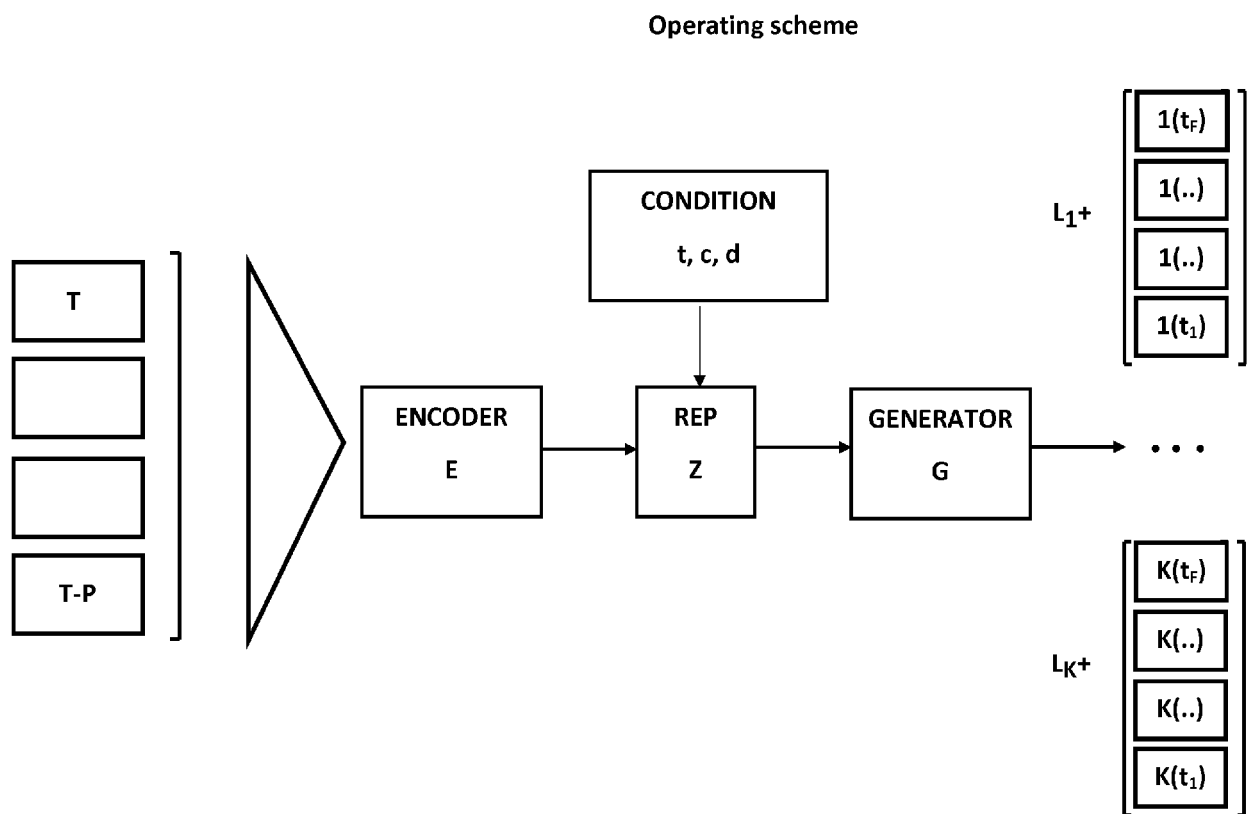 Operating scheme
T
T-P
ENCODER
E
CONDITION
t, c, d
REP
Z
GENERATOR
G
...
L1+
1(tF)
1(..)
1(..)
1(t1)
LK+
K(tF)
K(..)
K(..)
K(t1)